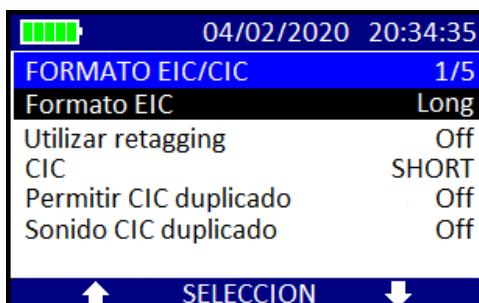 04/02/2020 20:34:35
FORMATO EIC/CIC 1/5
Formato EIC Long
Utilizar retagging Off
CIC SHORT
Permitir CIC duplicado Off
Sonido CIC duplicado Off
SELECCION